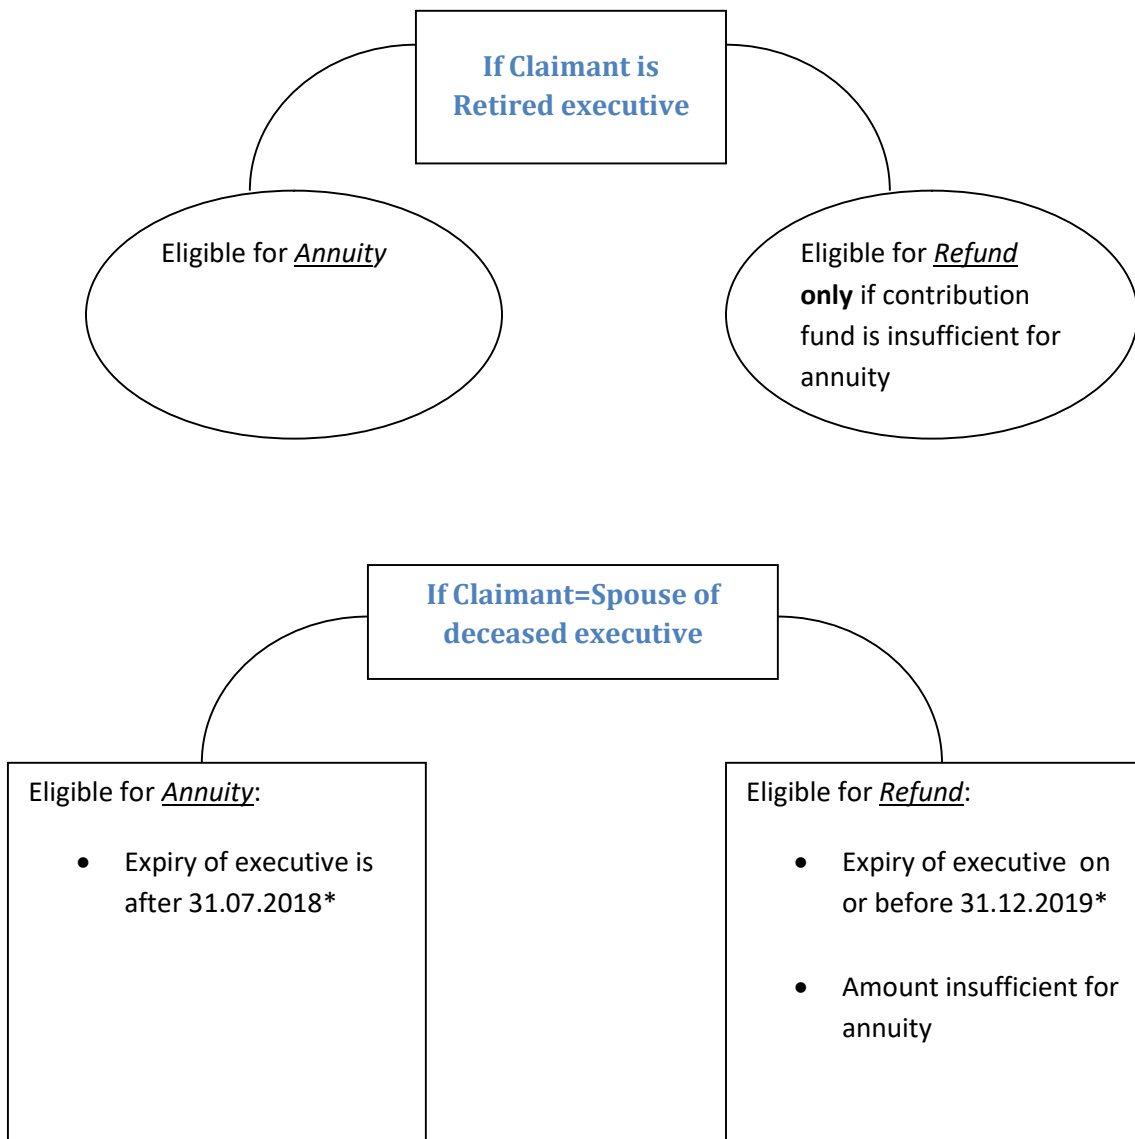 If Claimant is
Retired executive
Eligible for Annuity
Eligible for Refund
only if contribution
fund is insufficient for
annuity
If Claimant=Spouse of
deceased executive
Eligible for Annuity:
• Expiry of executive is
after 31.07.2018*
Eligible for Refund:
• Expiry of executive on
or before 31.12.2019*
• Amount insufficient for
annuity